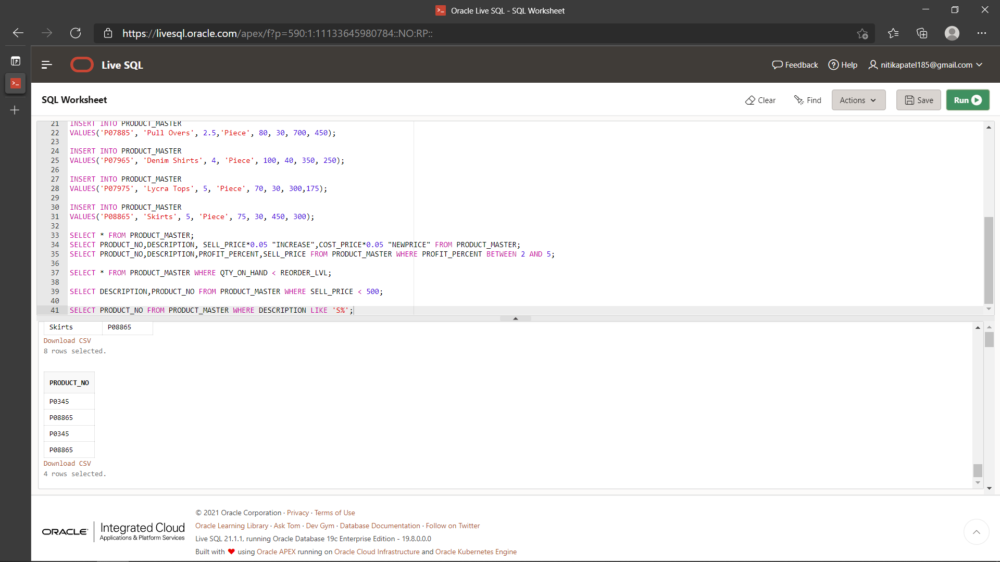 Oracle Live SQL - SQL Worksheet
https://livesql.oracle.com/apex/f?p=590:1:11133645980784::NO:RP::
Live SQL
Feedback
Help
nitikapatel185@gmail.com
SQL Worksheet
Clear
Find
Actions
Save
Run
21 INSERT INTO PRODUCT_MASTER
22 VALUES('P07885', 'Pull Overs', 2.5,'Piece', 80, 30, 700, 450);
23
24 INSERT INTO PRODUCT_MASTER
25 VALUES('P07965', 'Denim Shirts', 4, 'Piece', 100, 40, 350, 250);
26
27 INSERT INTO PRODUCT_MASTER
28 VALUES('P07975', 'Lycra Tops', 5, 'Piece', 70, 30, 300,175);
29
30 INSERT INTO PRODUCT_MASTER
31 VALUES('P08865', 'Skirts', 5, 'Piece', 75, 30, 450, 300);
32
33 SELECT * FROM PRODUCT_MASTER;
34 SELECT PRODUCT_NO,DESCRIPTION, SELL_PRICE*0.05 "INCREASE",COST_PRICE*0.05 "NEWPRICE" FROM PRODUCT_MASTER;
35 SELECT PRODUCT_NO,DESCRIPTION,PROFIT_PERCENT,SELL_PRICE FROM PRODUCT_MASTER WHERE PROFIT_PERCENT BETWEEN 2 AND 5;
36
37 SELECT * FROM PRODUCT_MASTER WHERE QTY_ON_HAND < REORDER_LVL;
38
39 SELECT DESCRIPTION,PRODUCT_NO FROM PRODUCT_MASTER WHERE SELL_PRICE < 500;
40
41 SELECT PRODUCT_NO FROM PRODUCT_MASTER WHERE DESCRIPTION LIKE 'S%';
Skirts P08865
Download CSV
8 rows selected.
PRODUCT_NO
P0345
P08865
P0345
P08865
Download CSV
4 rows selected.
ORACLE
Integrated Cloud
Applications & Platform Services
© 2021 Oracle Corporation · Privacy · Terms of Use
Oracle Learning Library · Ask Tom · Dev Gym · Database Documentation · Follow on Twitter
Live SQL 21.1.1, running Oracle Database 19c Enterprise Edition - 19.8.0.0.0
Built with ❤ using Oracle APEX running on Oracle Cloud Infrastructure and Oracle Kubernetes Engine